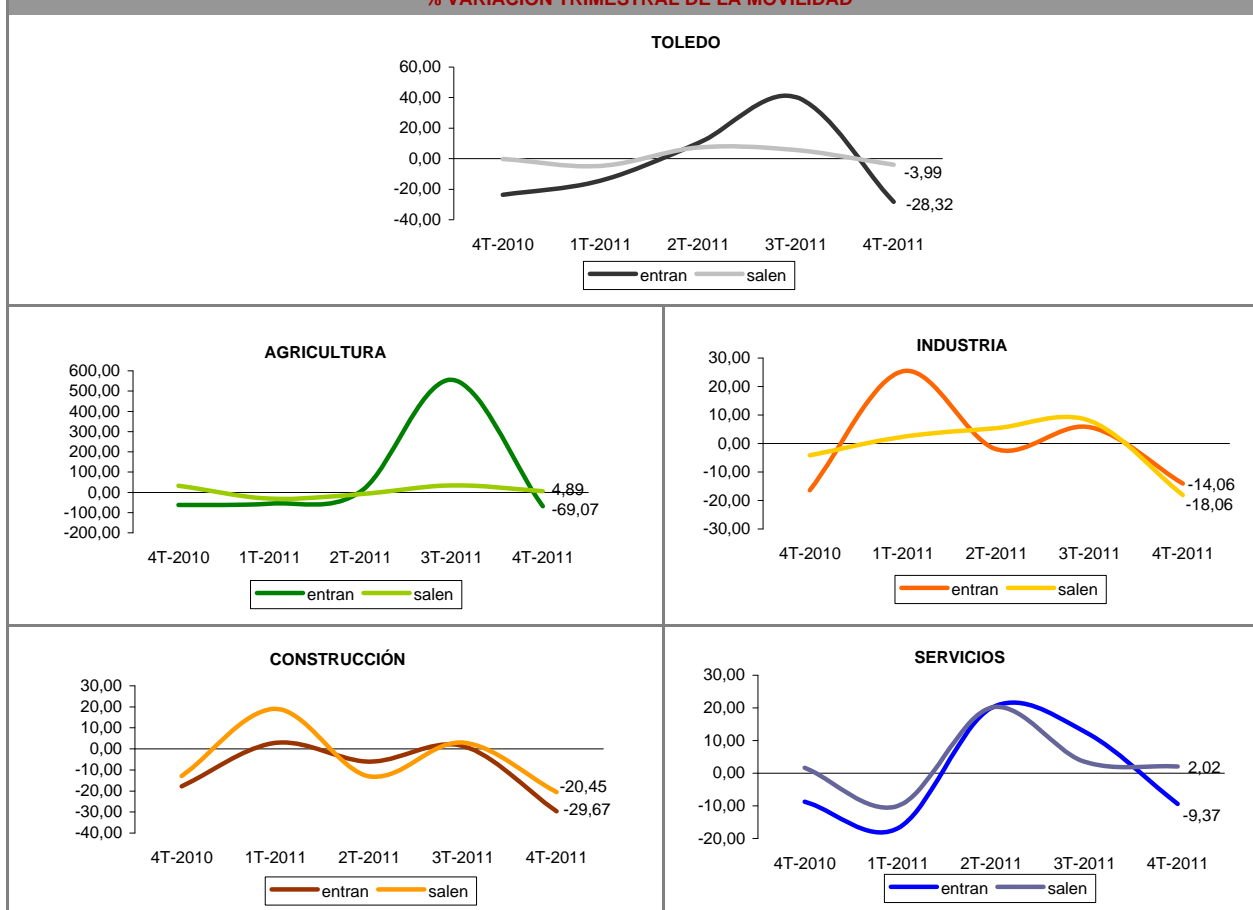 % VARIACIÓN TRIMESTRAL DE LA MOVILIDAD
TOLEDO
60,00
40,00
20,00
0,00
-20,00
-40,00
-3,99
-28,32
4T-2010 1T-2011 2T-2011 3T-2011 4T-2011
entran salen
AGRICULTURA
600,00
500,00
400,00
300,00
200,00
100,00
0,00
-100,00
-200,00
4,89
-69,07
4T-2010 1T-2011 2T-2011 3T-2011 4T-2011
entran salen
INDUSTRIA
30,00
20,00
10,00
0,00
-10,00
-20,00
-30,00
-14,06
-18,06
4T-2010 1T-2011 2T-2011 3T-2011 4T-2011
entran salen
CONSTRUCCIÓN
30,00
20,00
10,00
0,00
-10,00
-20,00
-30,00
-40,00
-20,45
-29,67
4T-2010 1T-2011 2T-2011 3T-2011 4T-2011
entran salen
SERVICIOS
30,00
20,00
10,00
0,00
-10,00
-20,00
2,02
-9,37
4T-2010 1T-2011 2T-2011 3T-2011 4T-2011
entran salen